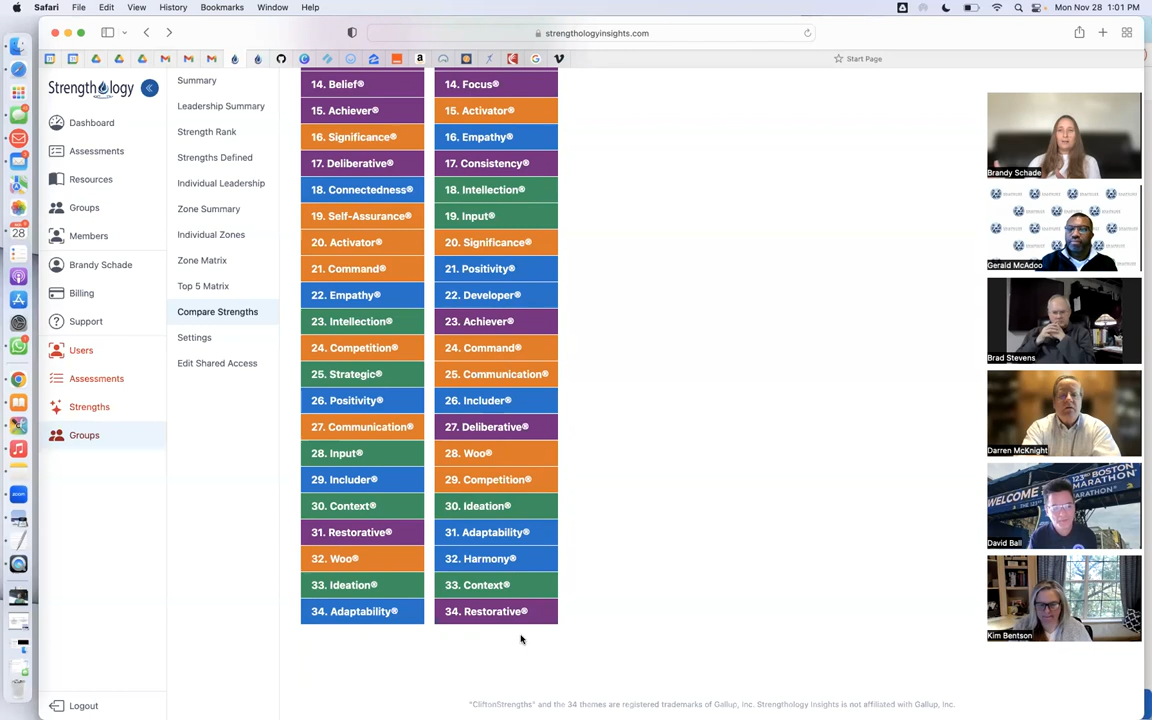 Safari File Edit View History Bookmarks Window Help
Mon Nov 28 1:01 PM
strengthologyinsights.com
Start Page
Strengthology
Dashboard
Assessments
Resources
Groups
Members
Brandy Schade
Billing
Support
Users
Assessments
Strengths
Groups
Logout
Summary
Leadership Summary
Strength Rank
Strengths Defined
Individual Leadership
Zone Summary
Individual Zones
Zone Matrix
Top 5 Matrix
Compare Strengths
Settings
Edit Shared Access
14. Belief®
15. Achiever®
16. Significance®
17. Deliberative®
18. Connectedness®
19. Self-Assurance®
20. Activator®
21. Command®
22. Empathy®
23. Intellection®
24. Competition®
25. Strategic®
26. Positivity®
27. Communication®
28. Input®
29. Includer®
30. Context®
31. Restorative®
32. Woo®
33. Ideation®
34. Adaptability®
14. Focus®
15. Activator®
16. Empathy®
17. Consistency®
18. Intellection®
19. Input®
20. Significance®
21. Positivity®
22. Developer®
23. Achiever®
24. Command®
25. Communication®
26. Includer®
27. Deliberative®
28. Woo®
29. Competition®
30. Ideation®
31. Adaptability®
32. Harmony®
33. Context®
34. Restorative®
"CliftonStrengths" and the 34 themes are registered trademarks of Gallup, Inc. Strengthology Insights is not affiliated with Gallup, Inc.
Brandy Schade
Gerald McAdoo
Brad Stevens
Darren McKnight
WELCOME
123D BOSTON
MARATHON
David Ball
Kim Bentson